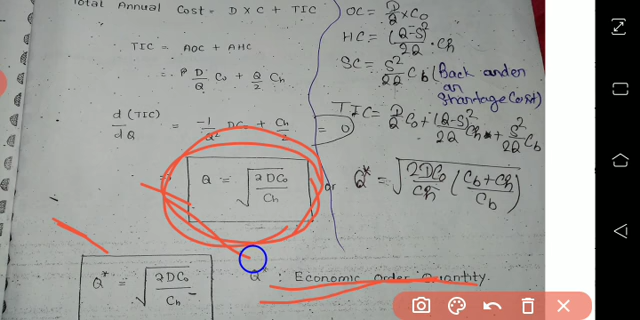 Total Annual Cost = D × C + TIC
TIC = AOC + AHC
= D/Q Co + Q/2 Ch
d(TIC)/dQ = -1/Q² DCo + Ch/2 = 0
⇒ Q = √(2DCo/Ch) or
Q* = √(2DCo/Ch)
Q* : Economic Order Quantity.
OC = D/Q × Co
HC = (Q-S)²/2Q · Ch
SC = S²/2Q Cb (Back order
or
Shortage Cost)
TIC = D/Q Co + (Q-S)²/2Q Ch + S²/2Q Cb
Q* = √(2DCo/Ch (Cb+Ch/Cb))